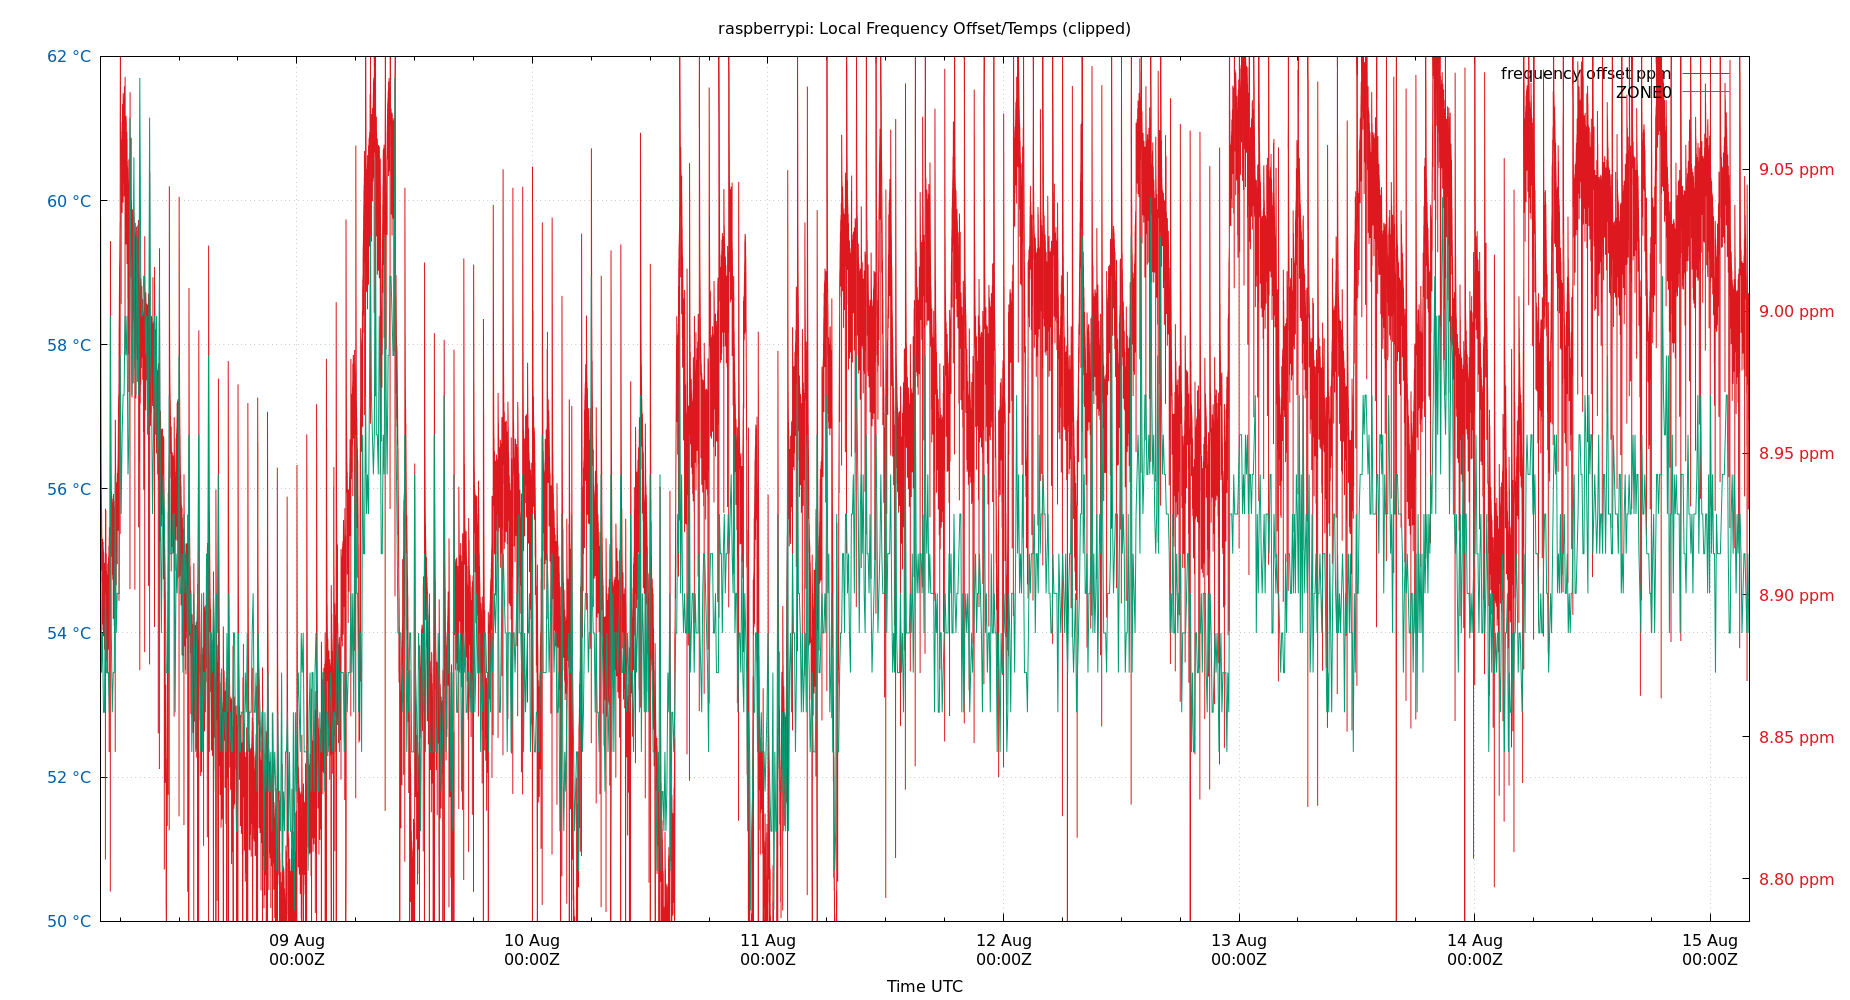 raspberrypi: Local Frequency Offset/Temps (clipped)
62 °C
60 °C
58 °C
56 °C
54 °C
52 °C
50 °C
frequency offset ppm
ZONE0
9.05 ppm
9.00 ppm
8.95 ppm
8.90 ppm
8.85 ppm
8.80 ppm
09 Aug
00:00Z
10 Aug
00:00Z
11 Aug
00:00Z
12 Aug
00:00Z
13 Aug
00:00Z
14 Aug
00:00Z
15 Aug
00:00Z
Time UTC